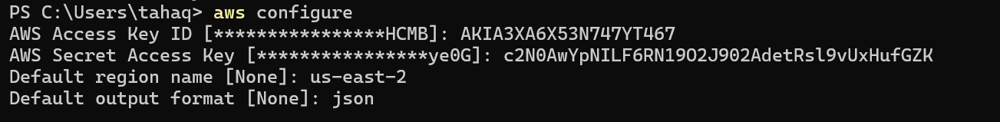 PS C:\Users\tahaq> aws configure
AWS Access Key ID [****************HCMB]: AKIA3XA6X53N747YT467
AWS Secret Access Key [****************ye0G]: 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
Default region name [None]: us-east-2
Default output format [None]: json